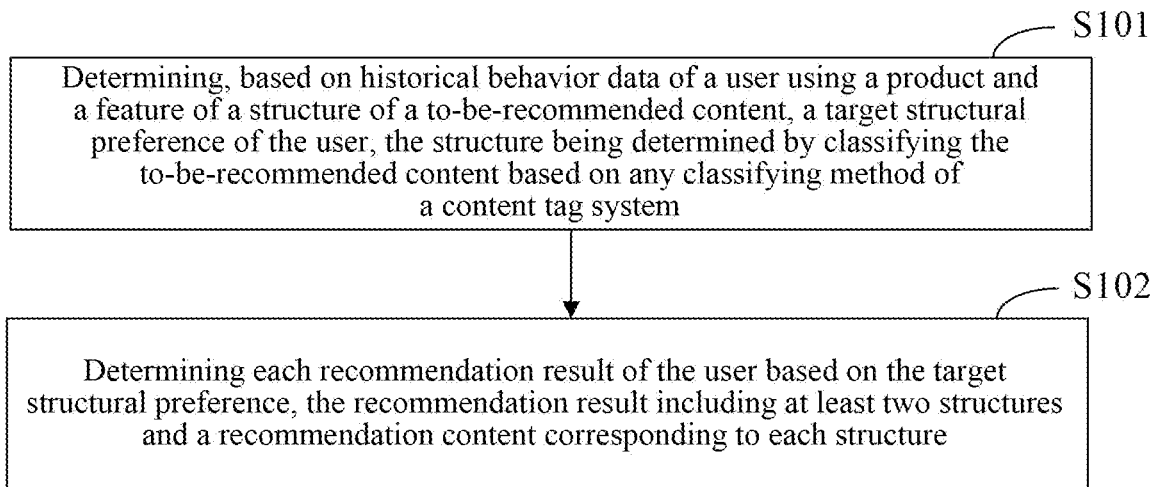 S101
Determining, based on historical behavior data of a user using a product and
a feature of a structure of a to-be-recommended content, a target structural
preference of the user, the structure being determined by classifying the
to-be-recommended content based on any classifying method of
a content tag system
S102
Determining each recommendation result of the user based on the target
structural preference, the recommendation result including at least two structures
and a recommendation content corresponding to each structure